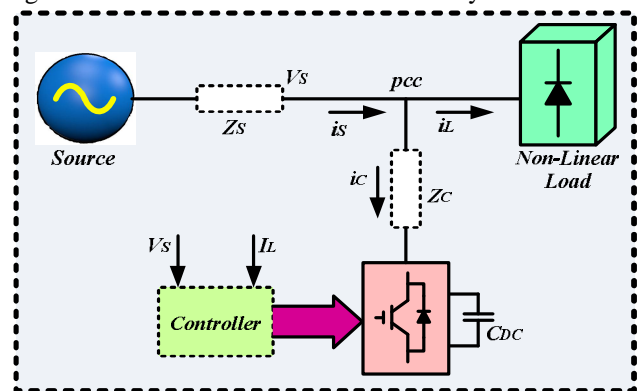 VS
pcc
ZS
iS
iL
Source
Non-Linear
Load
iC
ZC
VS
IL
Controller
CDC